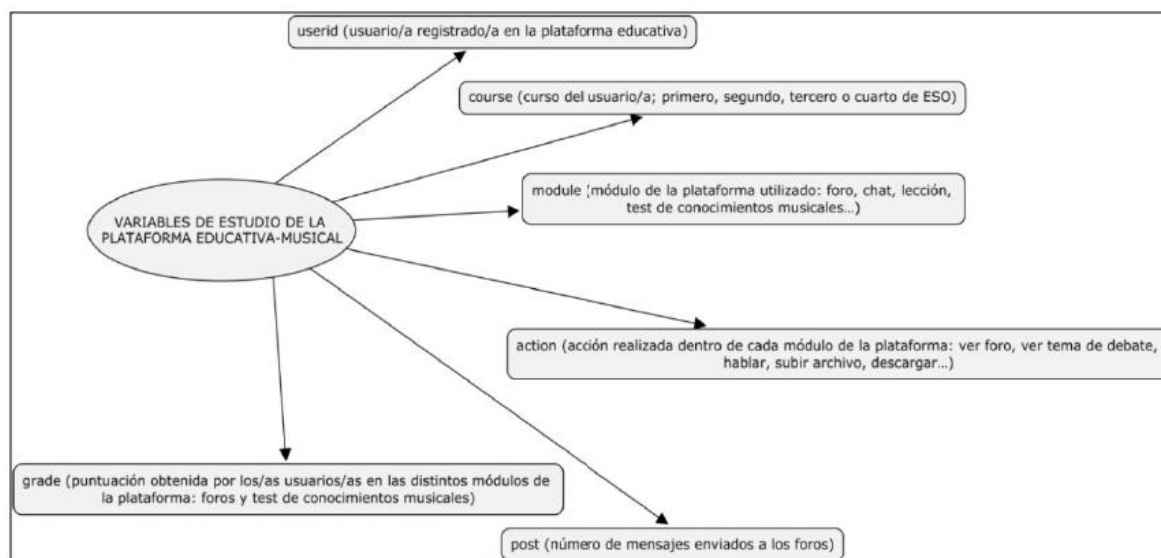 userid (usuario/a registrado/a en la plataforma educativa)
course (curso del usuario/a; primero, segundo, tercero o cuarto de ESO)
module (módulo de la plataforma utilizado: foro, chat, lección,
test de conocimientos musicales...)
VARIABLES DE ESTUDIO DE LA
PLATAFORMA EDUCATIVA-MUSICAL
action (acción realizada dentro de cada módulo de la plataforma: ver foro, ver tema de debate,
hablar, subir archivo, descargar...)
grade (puntuación obtenida por los/as usuarios/as en las distintos módulos de
la plataforma: foros y test de conocimientos musicales)
post (número de mensajes enviados a los foros)